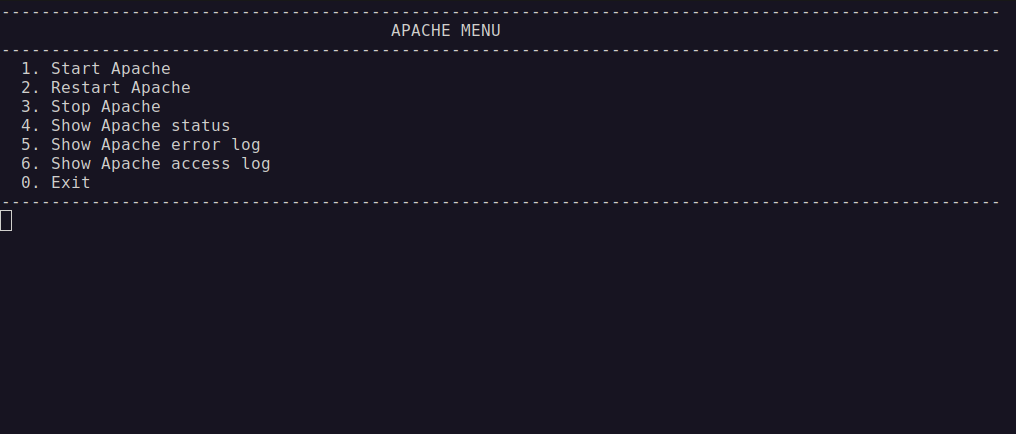 ----------------------------------------------------------------------------------------------------
APACHE MENU
----------------------------------------------------------------------------------------------------
1. Start Apache
2. Restart Apache
3. Stop Apache
4. Show Apache status
5. Show Apache error log
6. Show Apache access log
0. Exit
----------------------------------------------------------------------------------------------------